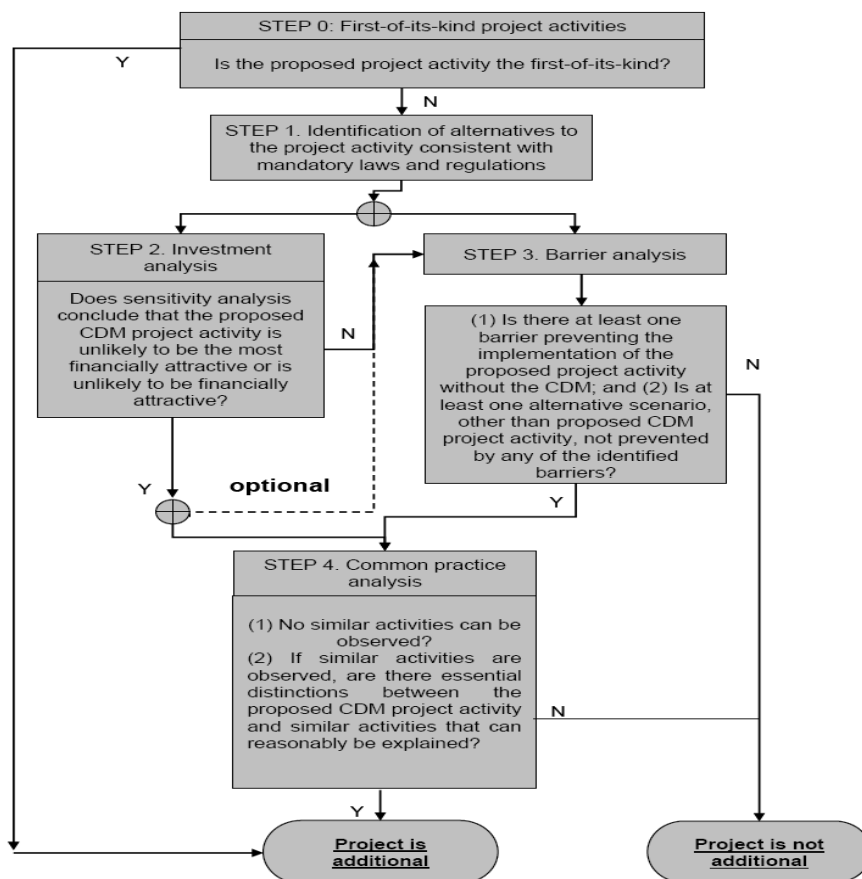 STEP 0: First-of-its-kind project activities
Y
Is the proposed project activity the first-of-its-kind?
N
STEP 1. Identification of alternatives to
the project activity consistent with
mandatory laws and regulations
STEP 2. Investment
analysis
Does sensitivity analysis
conclude that the proposed
CDM project activity is
unlikely to be the most
financially attractive or is
unlikely to be financially
attractive?
N
STEP 3. Barrier analysis
(1) Is there at least one
barrier preventing the
implementation of the
proposed project activity
without the CDM; and (2) Is at
least one alternative scenario,
other than proposed CDM
project activity, not prevented
by any of the identified
barriers?
N
Y
optional
Y
STEP 4. Common practice
analysis
(1) No similar activities can be
observed?
(2) If similar activities are
observed, are there essential
distinctions between the
proposed CDM project activity
and similar activities that can
reasonably be explained?
N
Y
Project is
additional
Project is not
additional